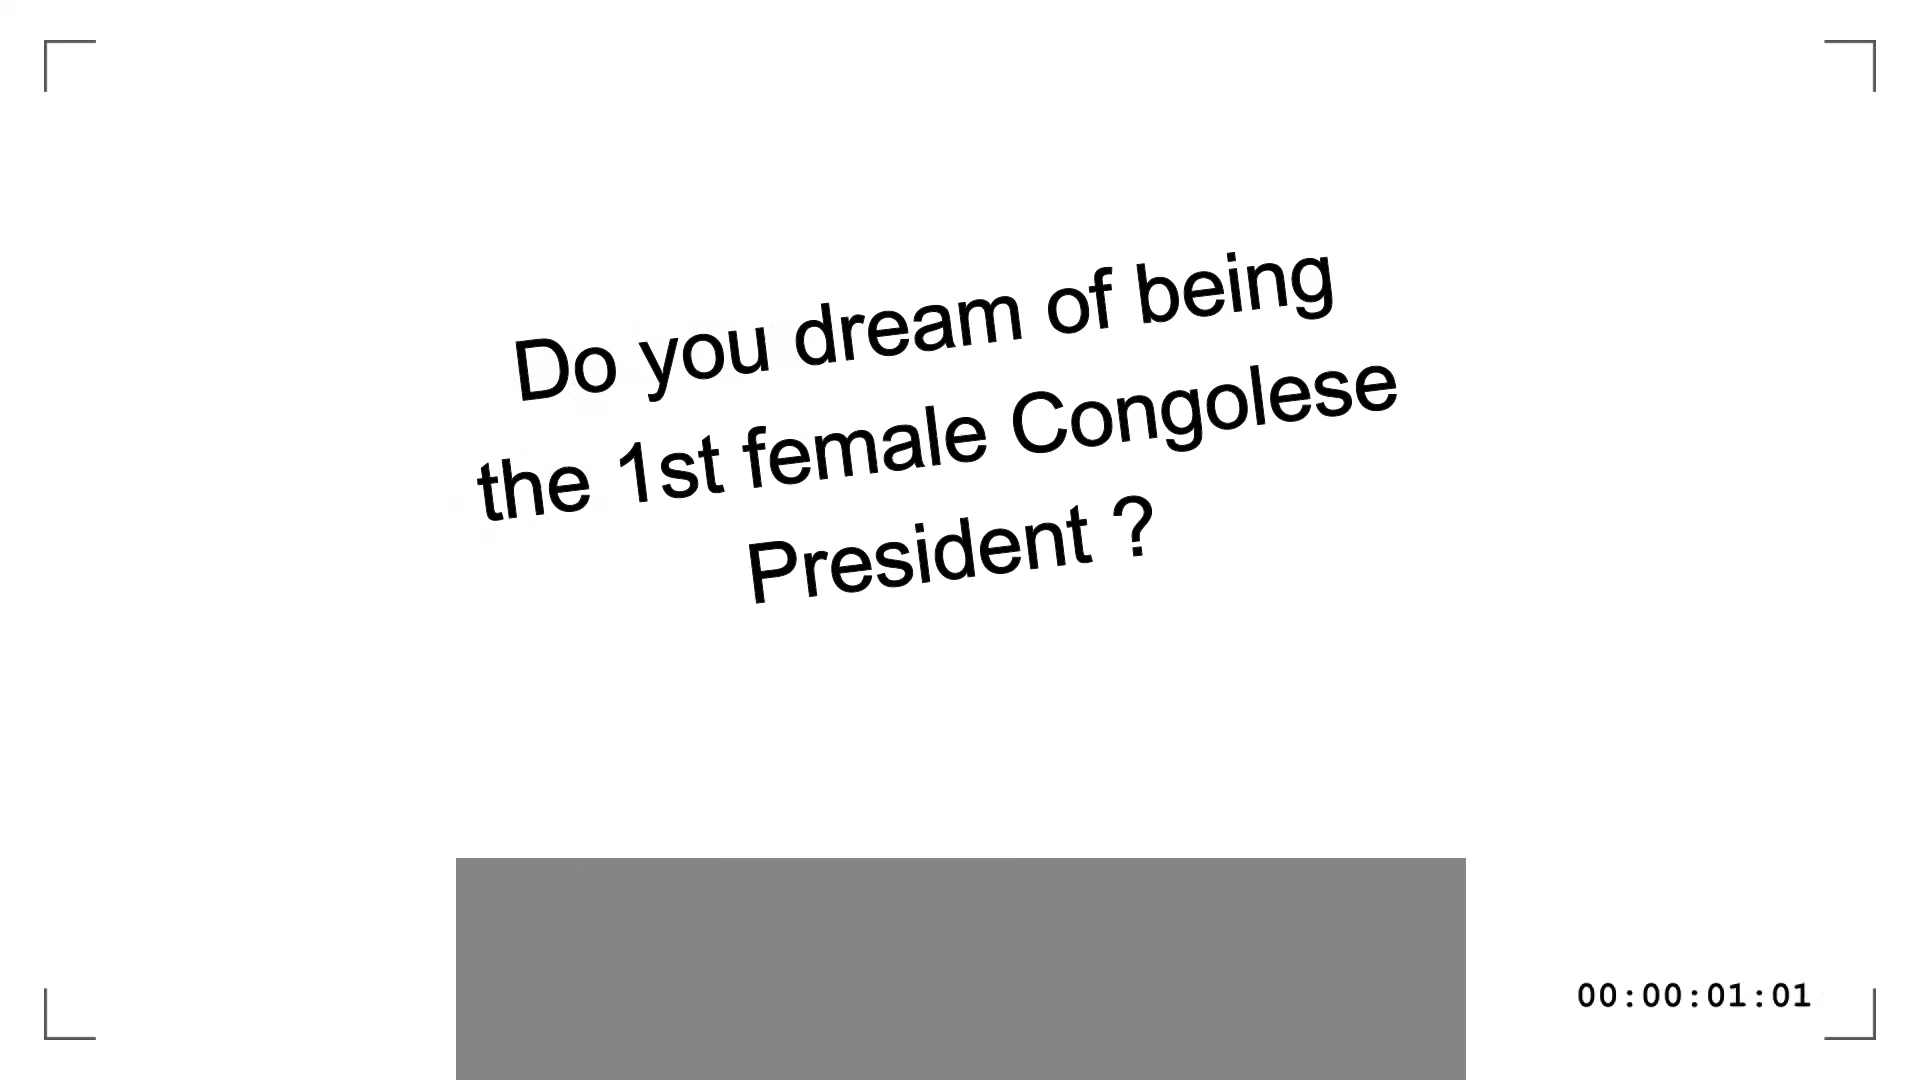 Do you dream of being
the 1st female Congolese
President ?
00:00:01:01